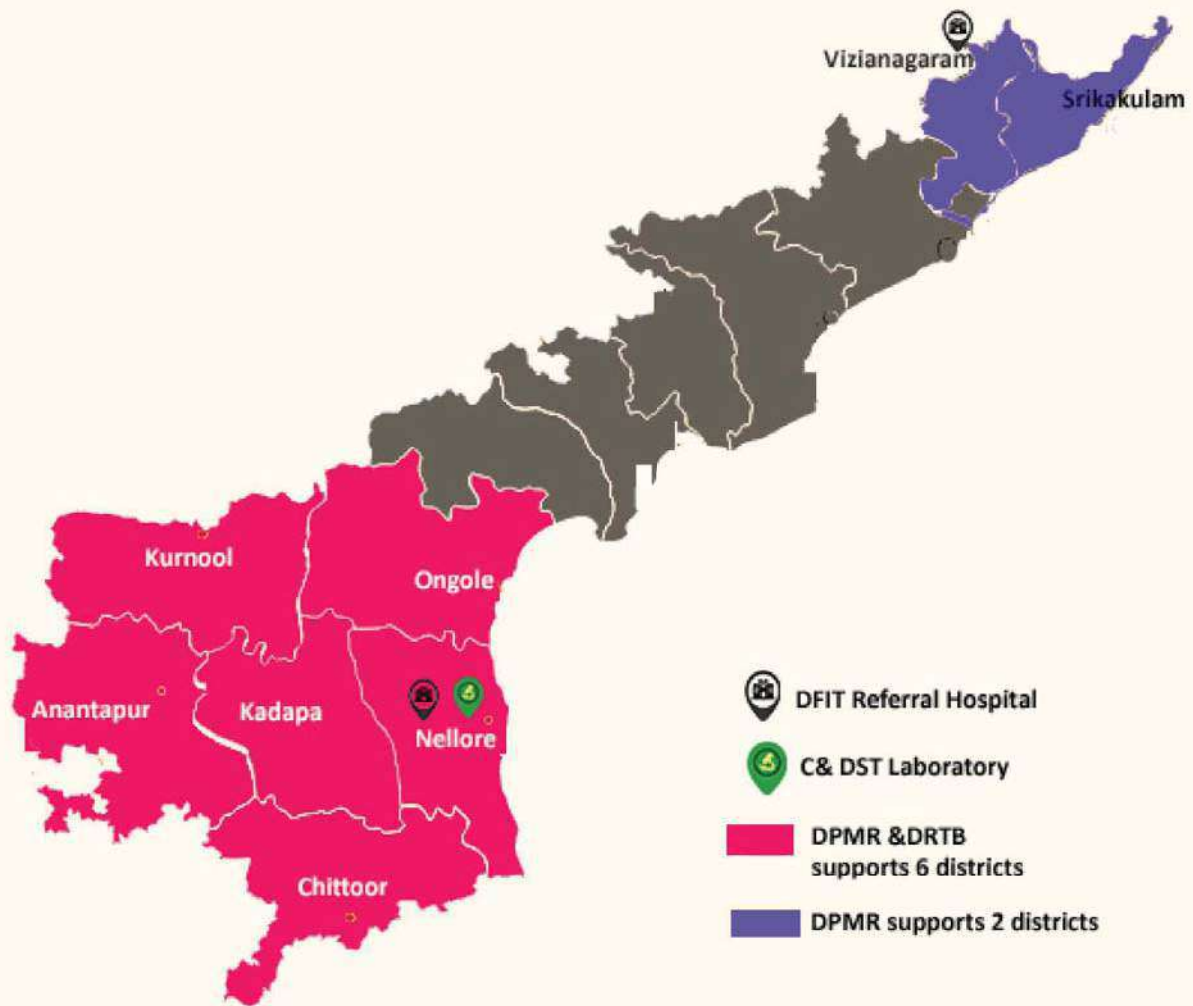 Vizianagaram
Srikakulam
Kurnool
Ongole
Anantapur
Kadapa
Nellore
Chittoor
DFIT Referral Hospital
C& DST Laboratory
DPMR &DRTB
supports 6 districts
DPMR supports 2 districts